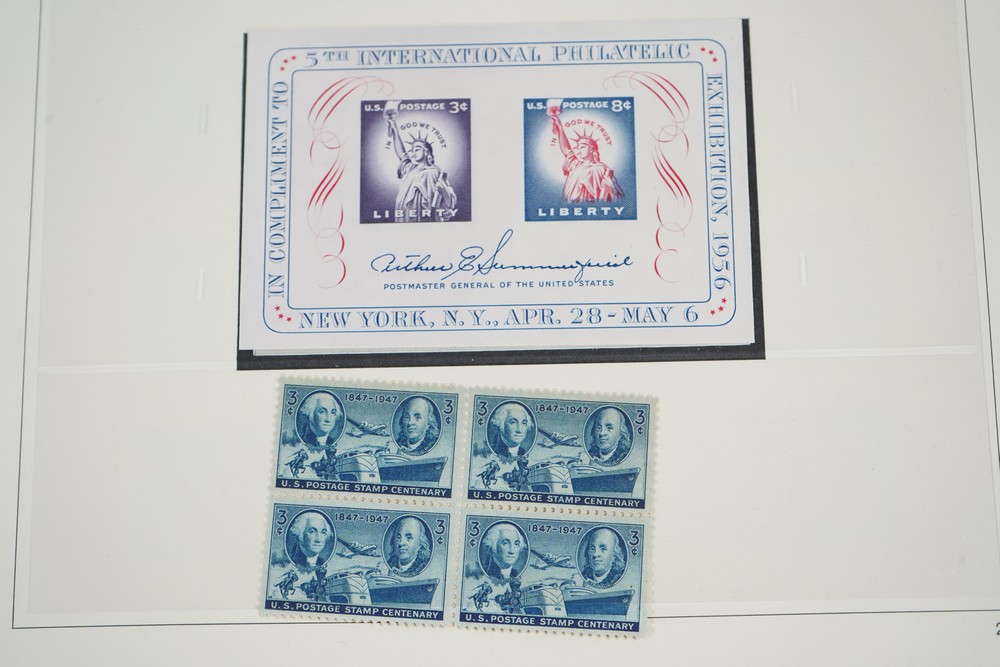 5TH INTERNATIONAL PHILATELIC
IN COMPLIMENT TO
EXHIBITION, 1956
U.S. POSTAGE 3¢
IN GOD WE TRUST
LIBERTY
U.S. POSTAGE 8¢
IN GOD WE TRUST
LIBERTY
Arthur E. Summerfield
POSTMASTER GENERAL OF THE UNITED STATES
NEW YORK, N.Y., APR. 28 - MAY 6
3¢ 1847-1947 3¢
U.S. POSTAGE STAMP CENTENARY
3¢ 1847-1947 3¢
U.S. POSTAGE STAMP CENTENARY
3¢ 1847-1947 3¢
U.S. POSTAGE STAMP CENTENARY
3¢ 1847-1947 3¢
U.S. POSTAGE STAMP CENTENARY
2